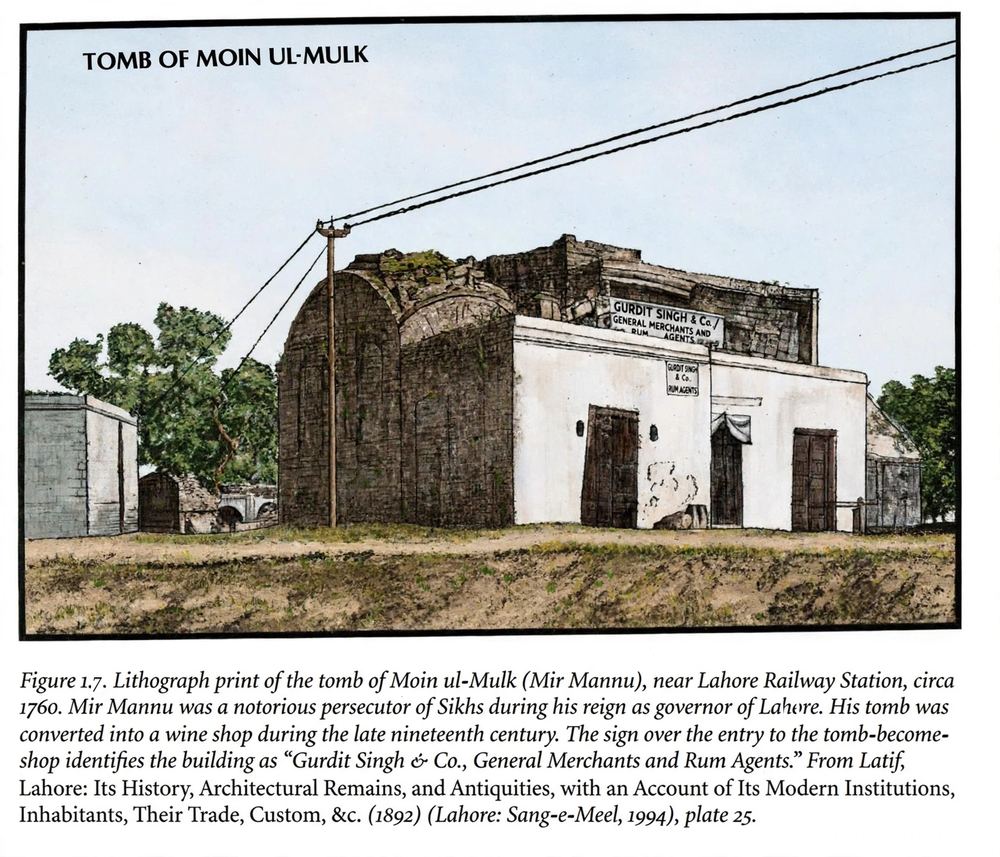 TOMB OF MOIN UL-MULK
GURDIT SINGH & Co./
GENERAL MERCHANTS AND
RUM AGENTS.
GURDIT SINGH
& Co.
RUM AGENTS
Figure 1.7. Lithograph print of the tomb of Moin ul-Mulk (Mir Mannu), near Lahore Railway Station, circa
1760. Mir Mannu was a notorious persecutor of Sikhs during his reign as governor of Lahore. His tomb was
converted into a wine shop during the late nineteenth century. The sign over the entry to the tomb-become-
shop identifies the building as “Gurdit Singh & Co., General Merchants and Rum Agents.” From Latif,
Lahore: Its History, Architectural Remains, and Antiquities, with an Account of Its Modern Institutions,
Inhabitants, Their Trade, Custom, &c. (1892) (Lahore: Sang-e-Meel, 1994), plate 25.